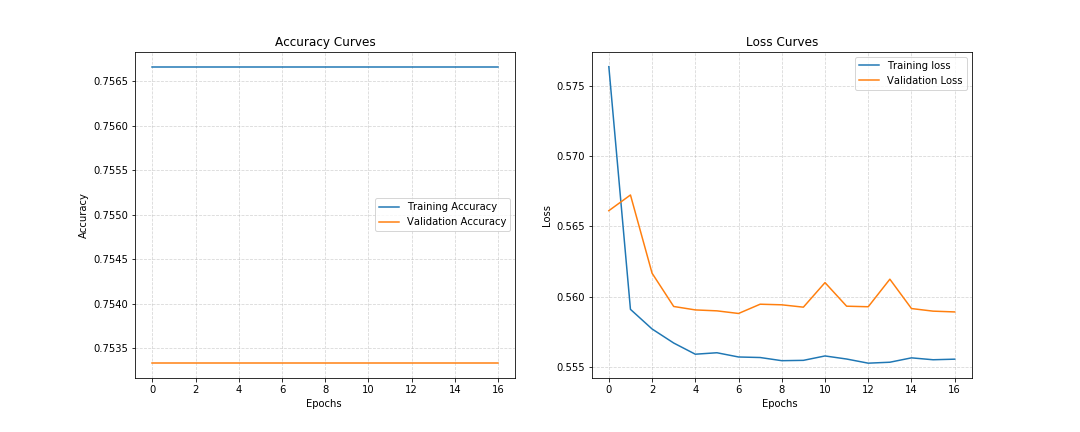 Accuracy Curves
0.7565
0.7560
0.7555
0.7550
0.7545
0.7540
0.7535
Accuracy
Training Accuracy
Validation Accuracy
0 2 4 6 8 10 12 14 16
Epochs
Loss Curves
0.575
0.570
0.565
0.560
0.555
Loss
Training loss
Validation Loss
0 2 4 6 8 10 12 14 16
Epochs